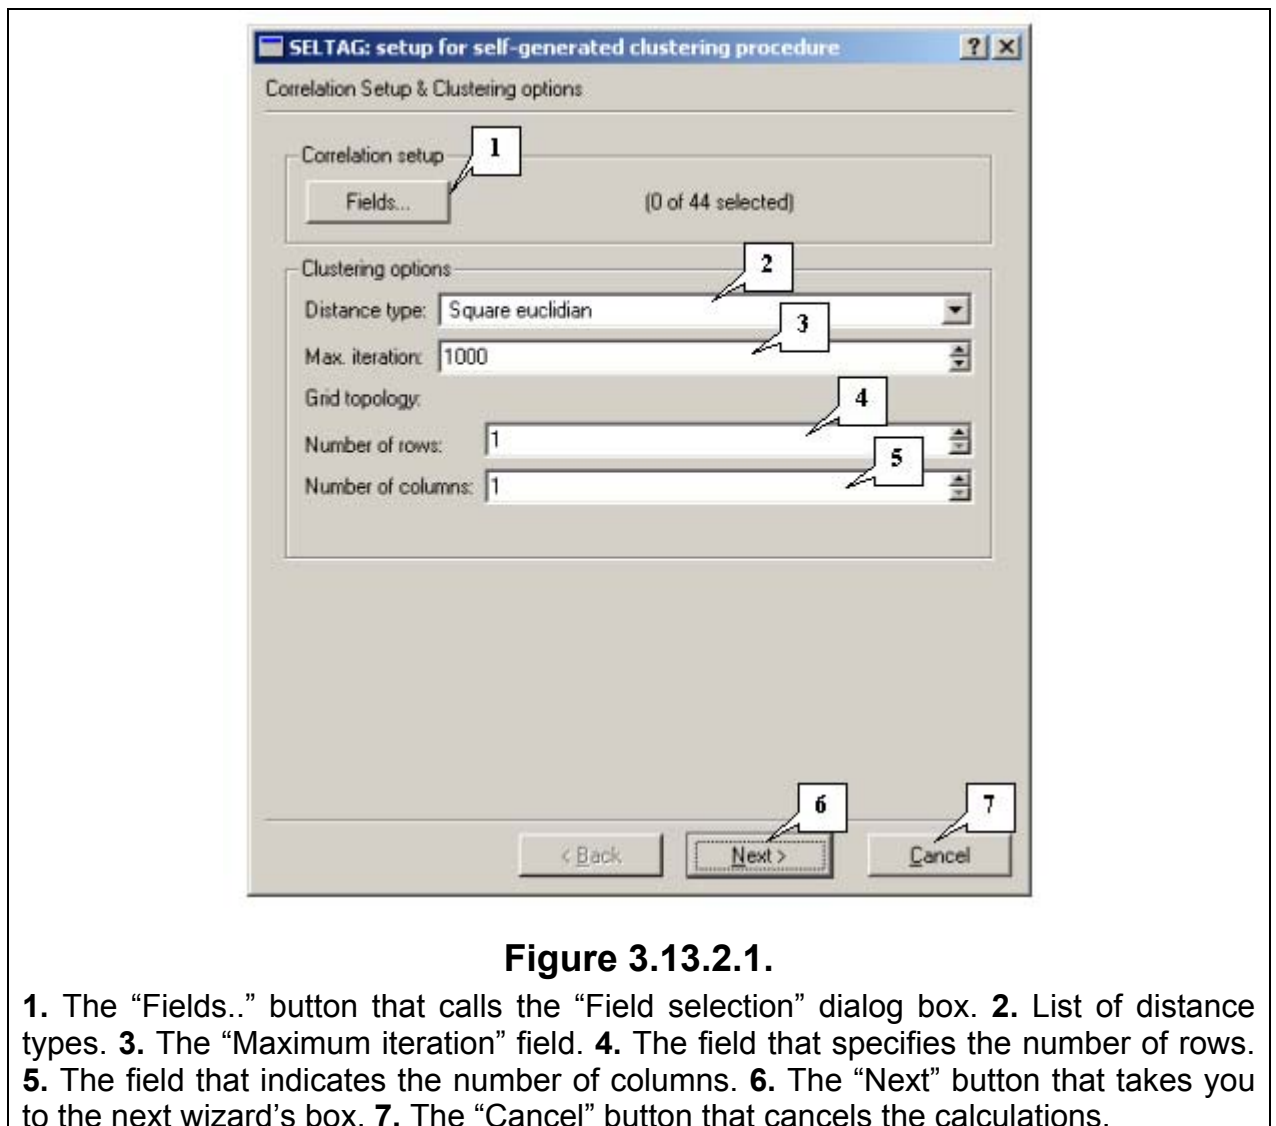 SELTAG: setup for self-generated clustering procedure
Correlation Setup & Clustering options
Correlation setup
1
Fields...
(0 of 44 selected)
Clustering options
2
Distance type:
Square euclidian
3
Max. iteration:
1000
Grid topology:
4
Number of rows:
1
5
Number of columns:
1
6
7
< Back
Next >
Cancel
Figure 3.13.2.1.
1. The “Fields..” button that calls the “Field selection” dialog box. 2. List of distance
types. 3. The “Maximum iteration” field. 4. The field that specifies the number of rows.
5. The field that indicates the number of columns. 6. The “Next” button that takes you
to the next wizard’s box. 7. The “Cancel” button that cancels the calculations.